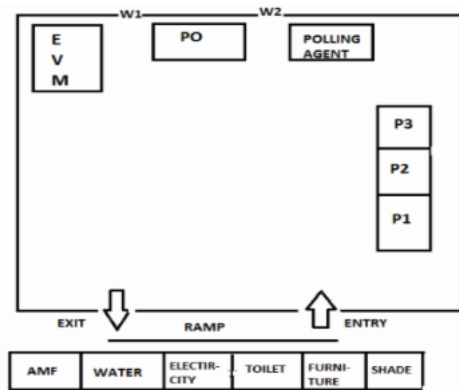 W1 W2
E
V
M
PO
POLLING
AGENT
P3
P2
P1
EXIT
RAMP
ENTRY
AMF
WATER
ELECTIR-
CITY
TOILET
FURNI-
TURE
SHADE